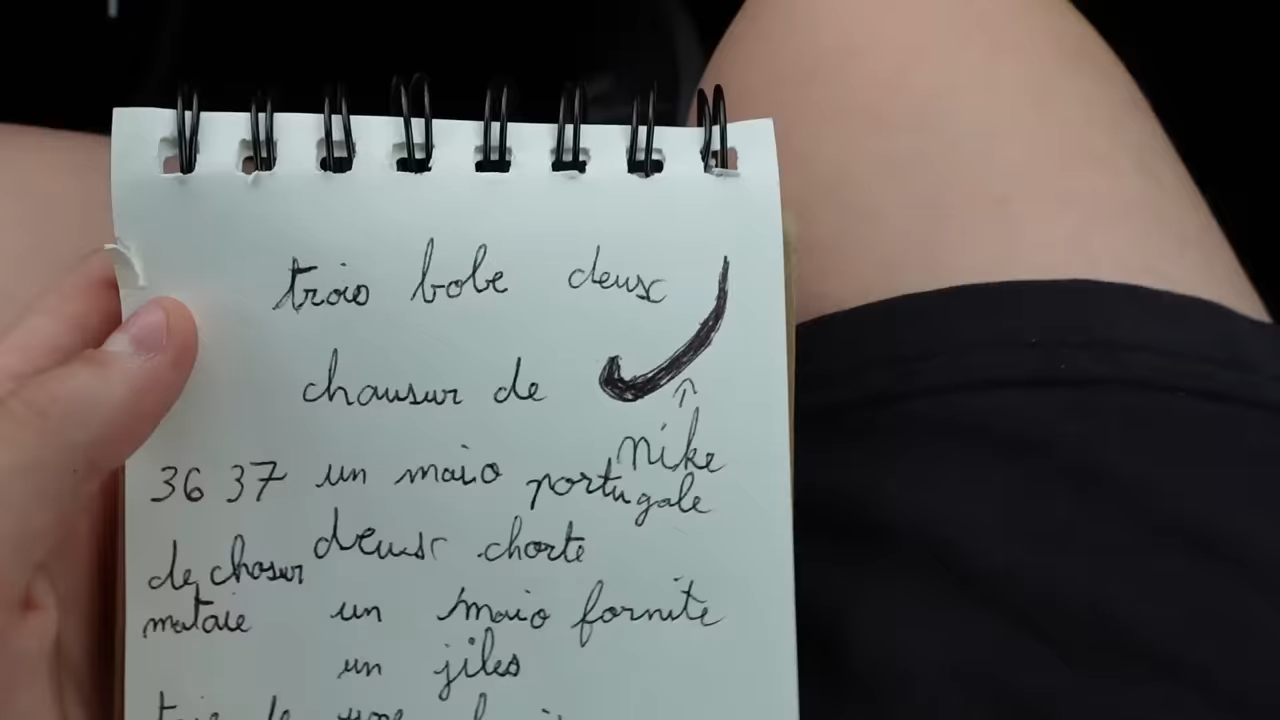 trois bobe deusc
chausur de
nike
36 37 un maio portugale
deusc chorte
de chosur
mataie un maio fornite
un jiles